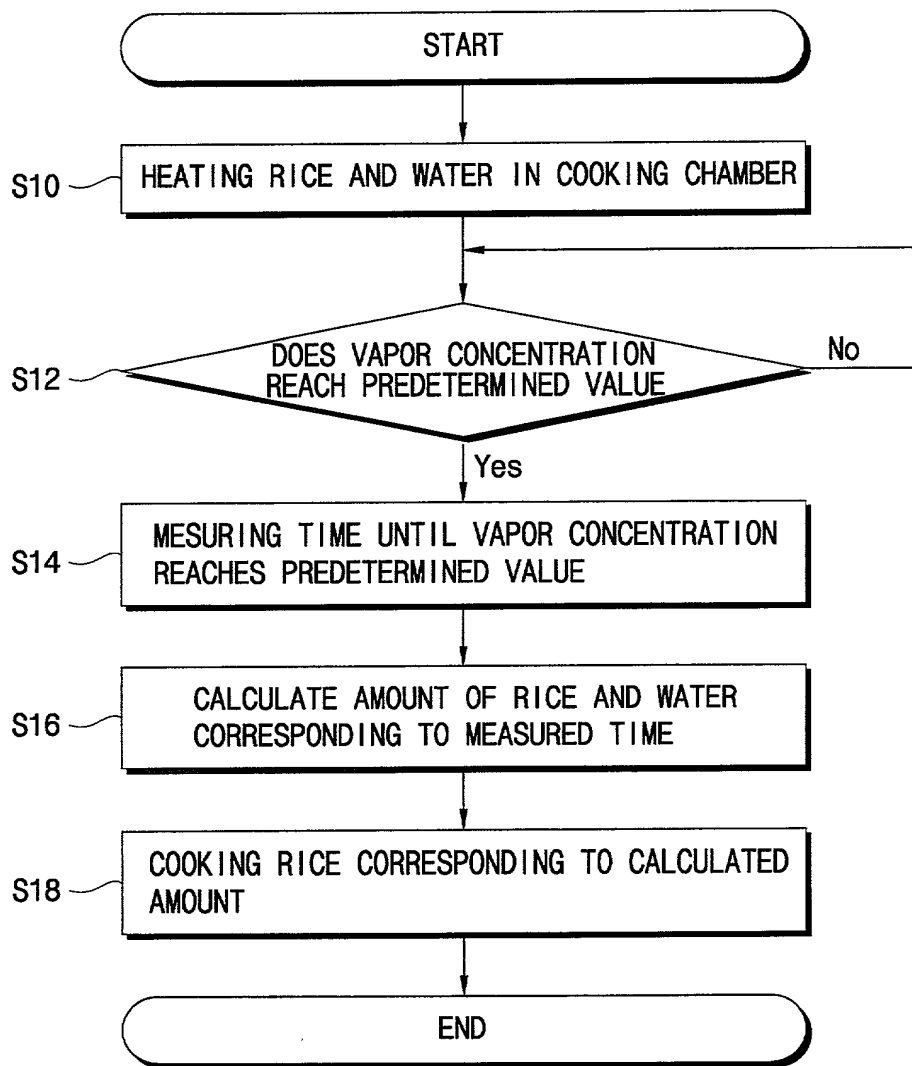 START
S10
HEATING RICE AND WATER IN COOKING CHAMBER
S12
DOES VAPOR CONCENTRATION
REACH PREDETERMINED VALUE
No
Yes
S14
MESURING TIME UNTIL VAPOR CONCENTRATION
REACHES PREDETERMINED VALUE
S16
CALCULATE AMOUNT OF RICE AND WATER
CORRESPONDING TO MEASURED TIME
S18
COOKING RICE CORRESPONDING TO CALCULATED
AMOUNT
END